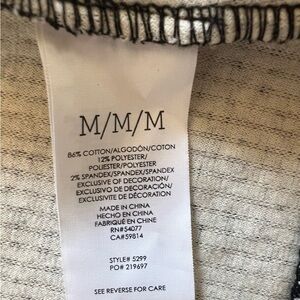 M/M/M
86% COTTON/ALGODÓN/COTON
12% POLYESTER/
POLIESTER/POLYESTER
2% SPANDEX/SPANDEX/SPANDEX
EXCLUSIVE OF DECORATION/
EXCLUSIVO DE DECORACIÓN/
EXCLUSIVITE DE DÉCORATION
MADE IN CHINA
HECHO EN CHINA
FABRIQUÉ EN CHINE
RN#54077
CA#59814
STYLE# 5299
PO# 219697
SEE REVERSE FOR CARE